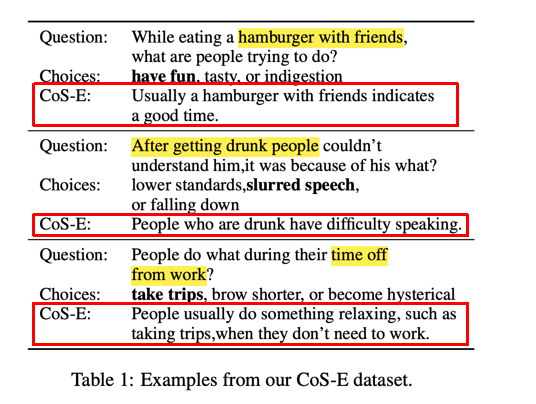 Question: While eating a hamburger with friends,
what are people trying to do?
Choices: have fun, tasty, or indigestion
CoS-E: Usually a hamburger with friends indicates
a good time.
Question: After getting drunk people couldn't
understand him,it was because of his what?
Choices: lower standards,slurred speech,
or falling down
CoS-E: People who are drunk have difficulty speaking.
Question: People do what during their time off
from work?
Choices: take trips, brow shorter, or become hysterical
CoS-E: People usually do something relaxing, such as
taking trips,when they don't need to work.
Table 1: Examples from our CoS-E dataset.